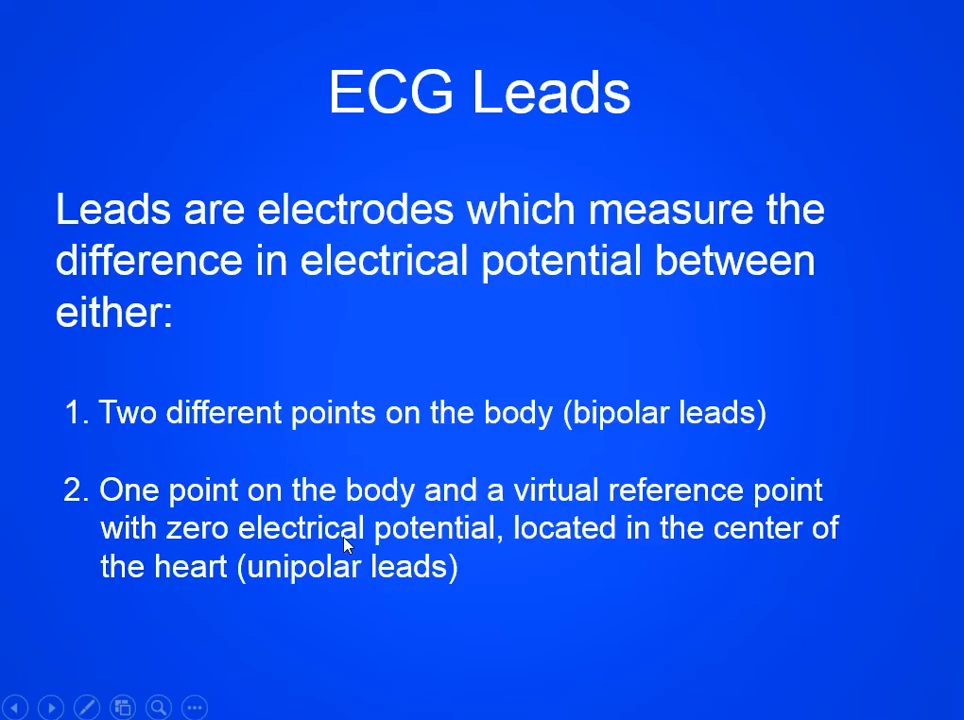 ECG Leads
Leads are electrodes which measure the
difference in electrical potential between
either:
1. Two different points on the body (bipolar leads)
2. One point on the body and a virtual reference point
with zero electrical potential, located in the center of
the heart (unipolar leads)